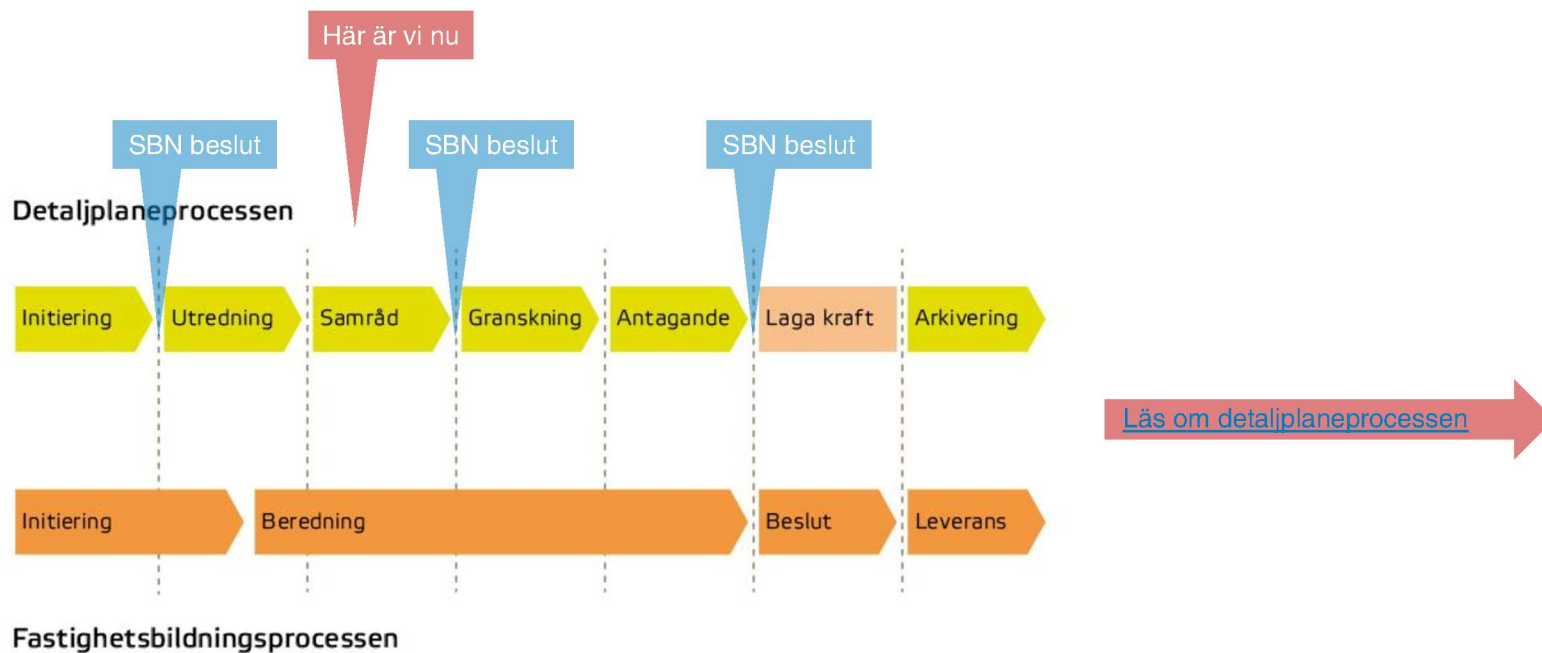 Här är vi nu
SBN beslut
SBN beslut
SBN beslut
Detaljplaneprocessen
Initiering
Utredning
Samråd
Granskning
Antagande
Laga kraft
Arkivering
Läs om detaljplaneprocessen
Initiering
Beredning
Beslut
Leverans
Fastighetsbildningsprocessen